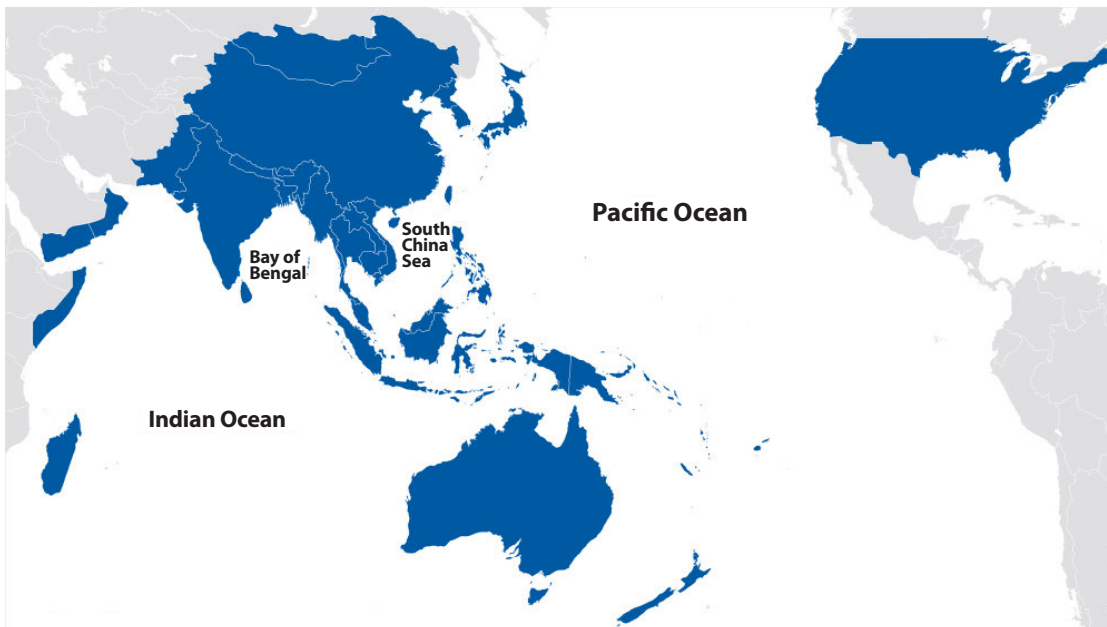 Pacific Ocean
South
China
Sea
Bay of
Bengal
Indian Ocean